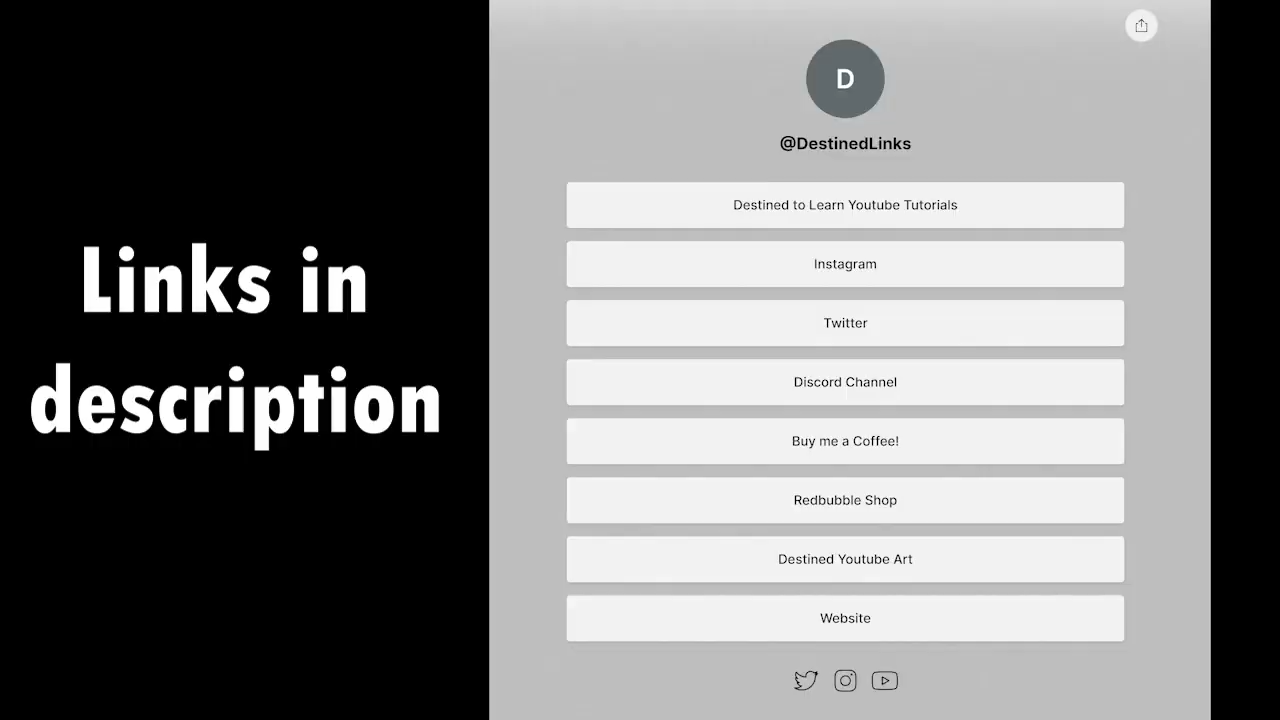 Links in
description
D
@DestinedLinks
Destined to Learn Youtube Tutorials
Instagram
Twitter
Discord Channel
Buy me a Coffee!
Redbubble Shop
Destined Youtube Art
Website